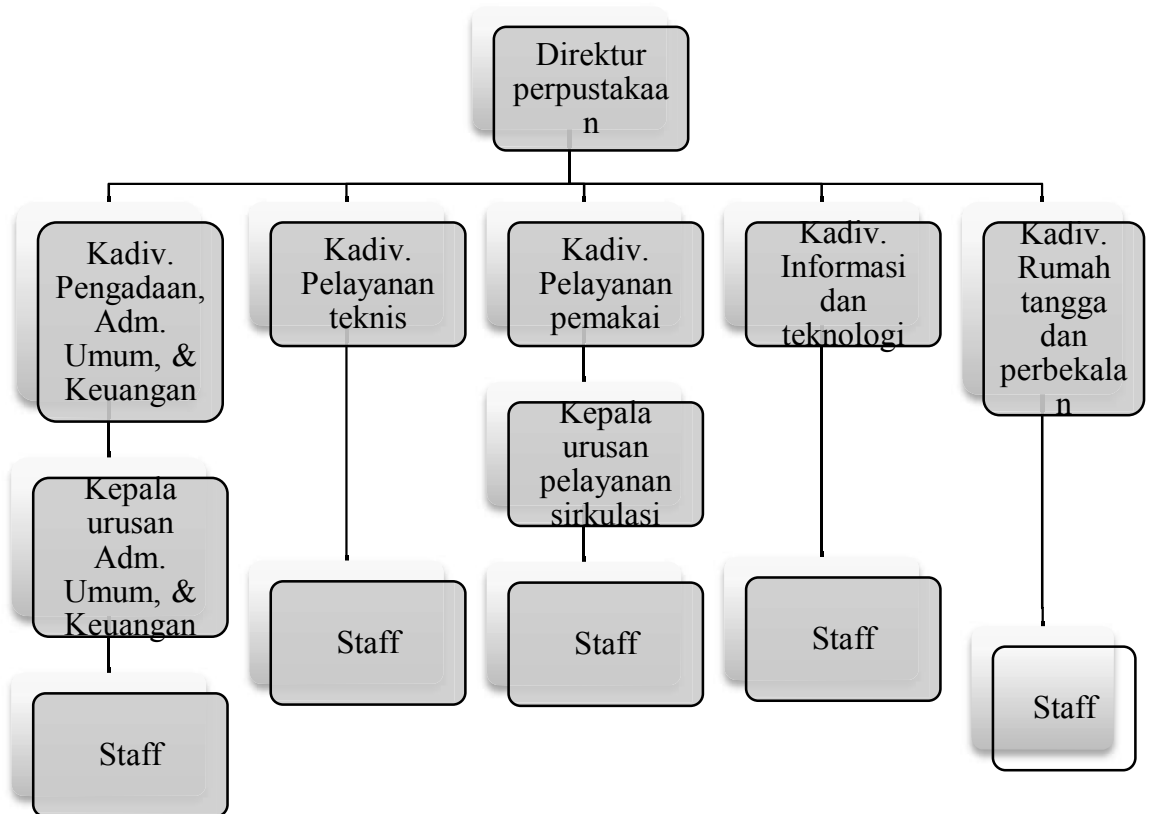 Direktur
perpustakaa
n
Kadiv.
Pengadaan,
Adm.
Umum, &
Keuangan
Kadiv.
Pelayanan
teknis
Kadiv.
Pelayanan
pemakai
Kadiv.
Informasi
dan
teknologi
Kadiv.
Rumah
tangga
dan
perbekala
n
Kepala
urusan
Adm.
Umum, &
Keuangan
Kepala
urusan
pelayanan
sirkulasi
Staff
Staff
Staff
Staff
Staff